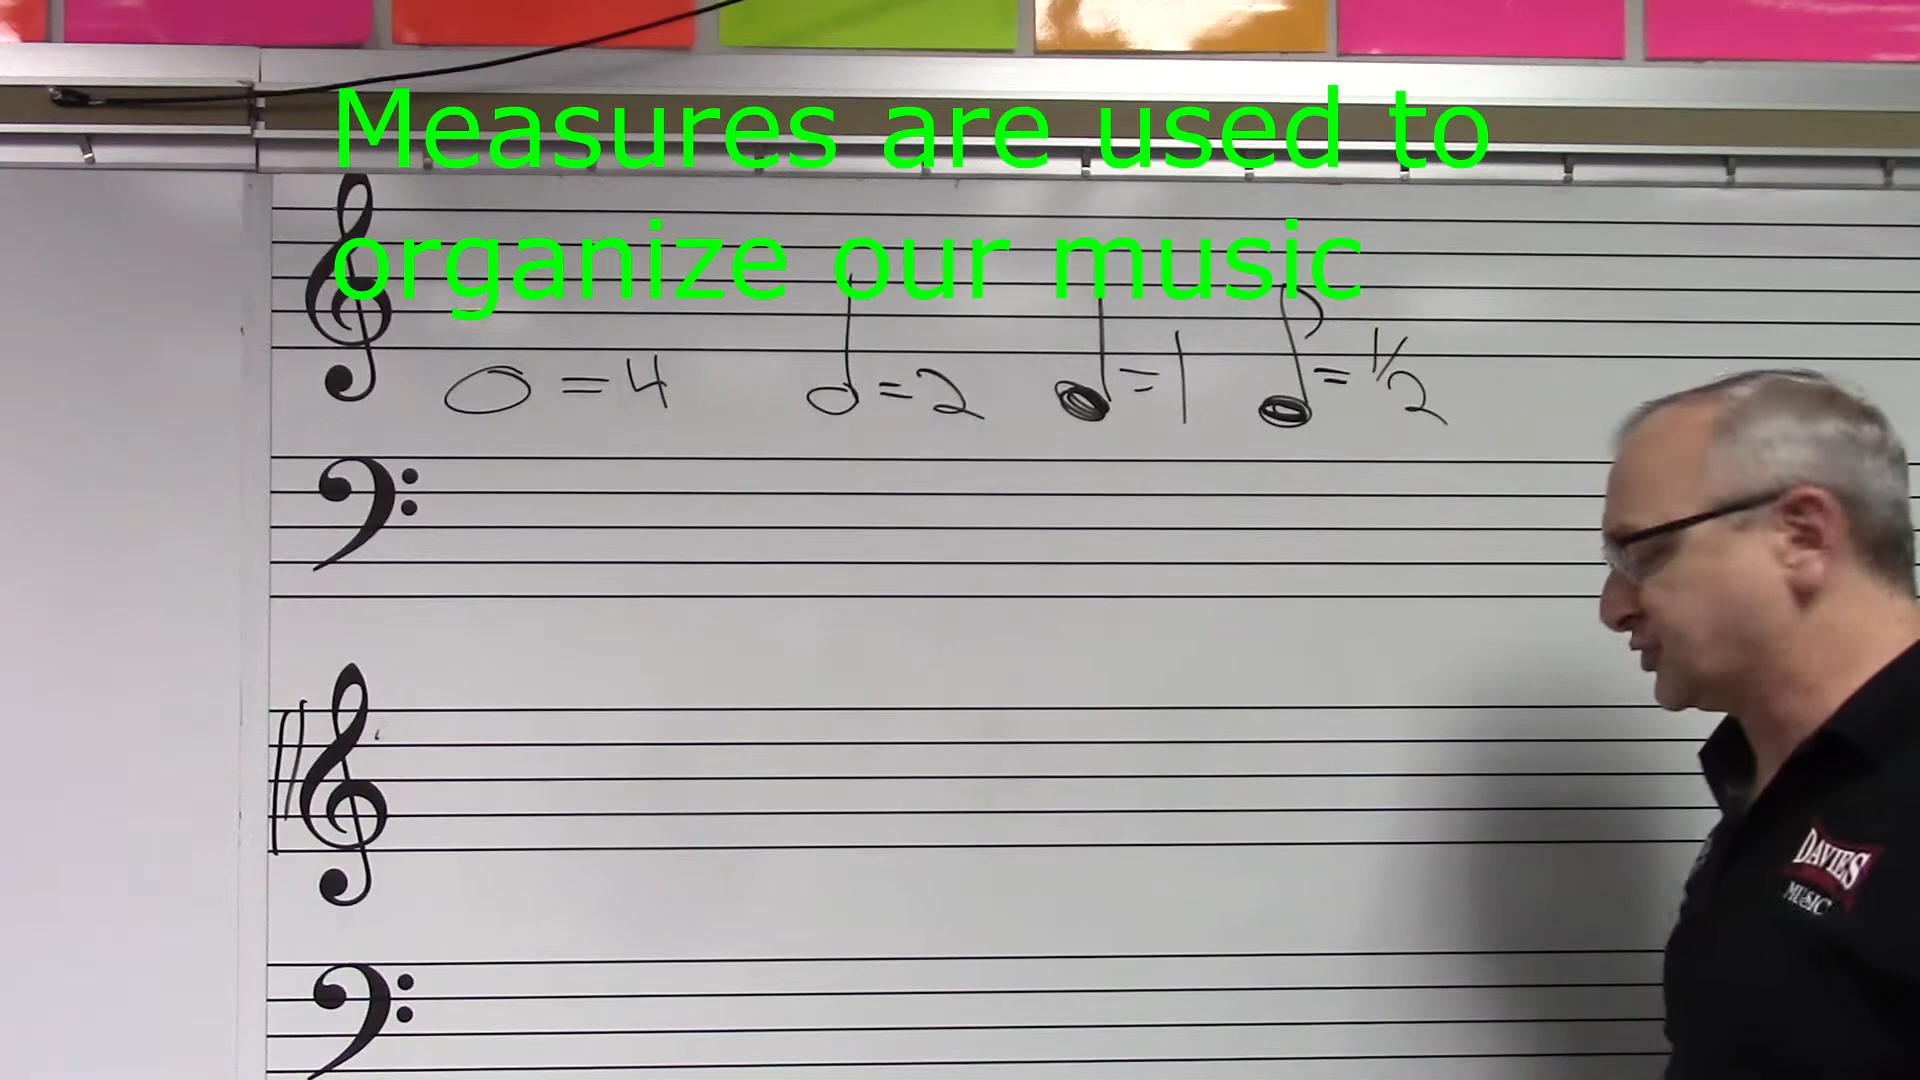 Measures are used to
organize our music
= 4 = 2 = 1 = 1/2
DAVIES
MUSIC